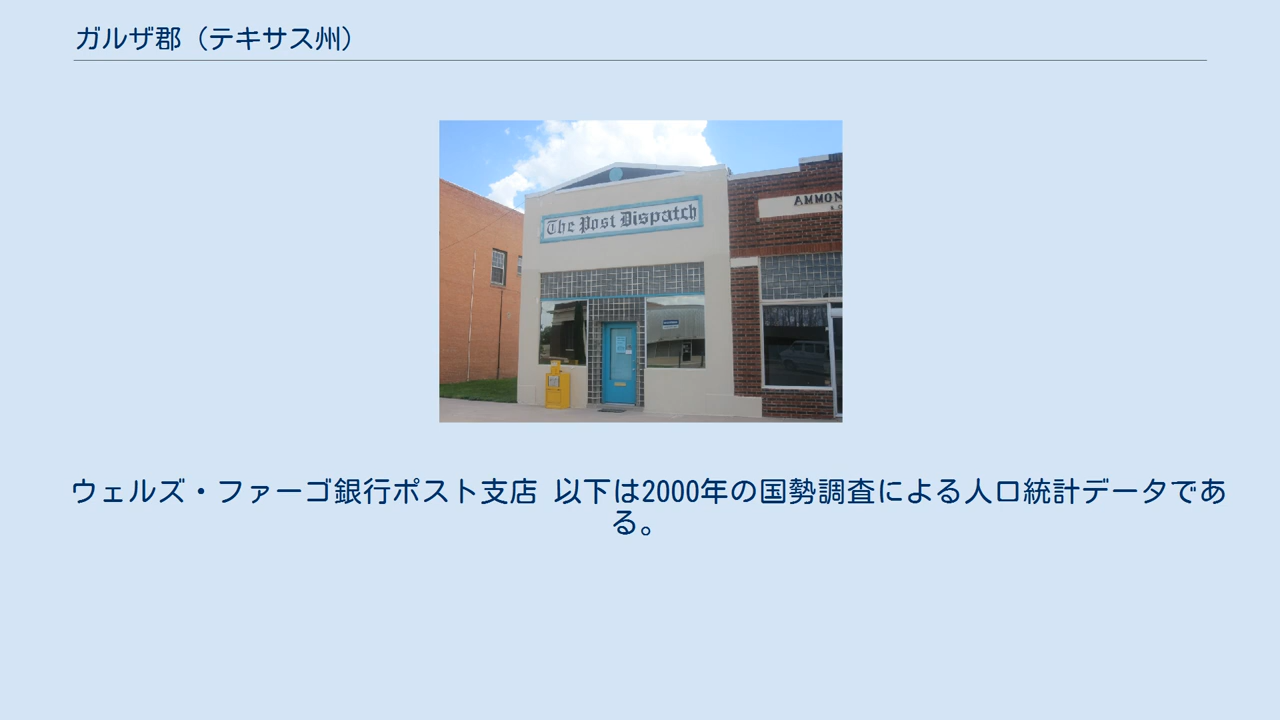 ガルザ郡（テキサス州）
The Post Dispatch
AMMON
ウェルズ・ファーゴ銀行ポスト支店 以下は2000年の国勢調査による人口統計データであ
る。